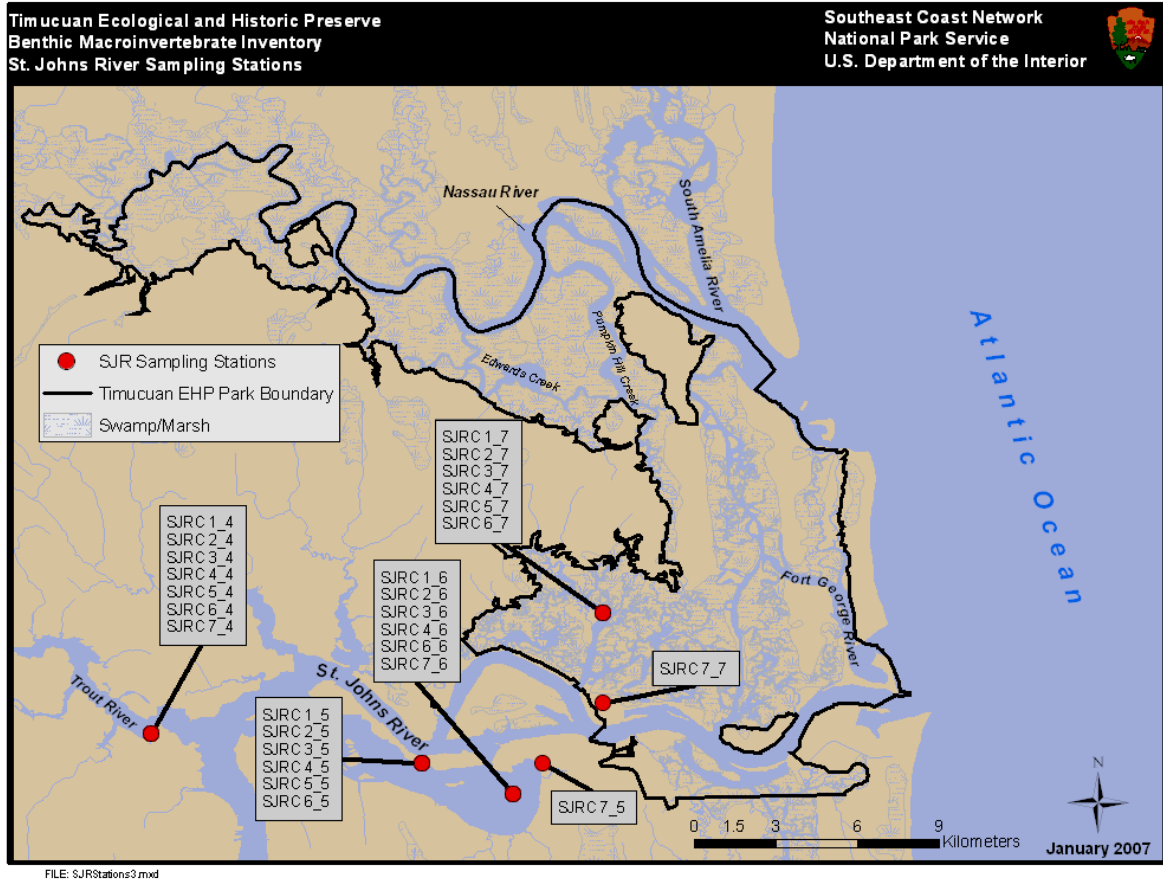 Timucuan Ecological and Historic Preserve
Benthic Macroinvertebrate Inventory
St. Johns River Sampling Stations
Southeast Coast Network
National Park Service
U.S. Department of the Interior
Nassau River
South Amelia River
Atlantic Ocean
Pumpkin Hill Creek
Edwards Creek
SJR Sampling Stations
Timucuan EHP Park Boundary
Swamp/Marsh
SJRC1_7
SJRC2_7
SJRC3_7
SJRC4_7
SJRC5_7
SJRC6_7
SJRC1_4
SJRC2_4
SJRC3_4
SJRC4_4
SJRC5_4
SJRC6_4
SJRC7_4
SJRC1_6
SJRC2_6
SJRC3_6
SJRC4_6
SJRC6_6
SJRC7_6
Fort George River
SJRC7_7
Trout River
St. Johns River
SJRC1_5
SJRC2_5
SJRC3_5
SJRC4_5
SJRC5_5
SJRC6_5
SJRC7_5
N
0 1.5 3 6 9
Kilometers
January 2007
FILE: SJRStations3.mxd